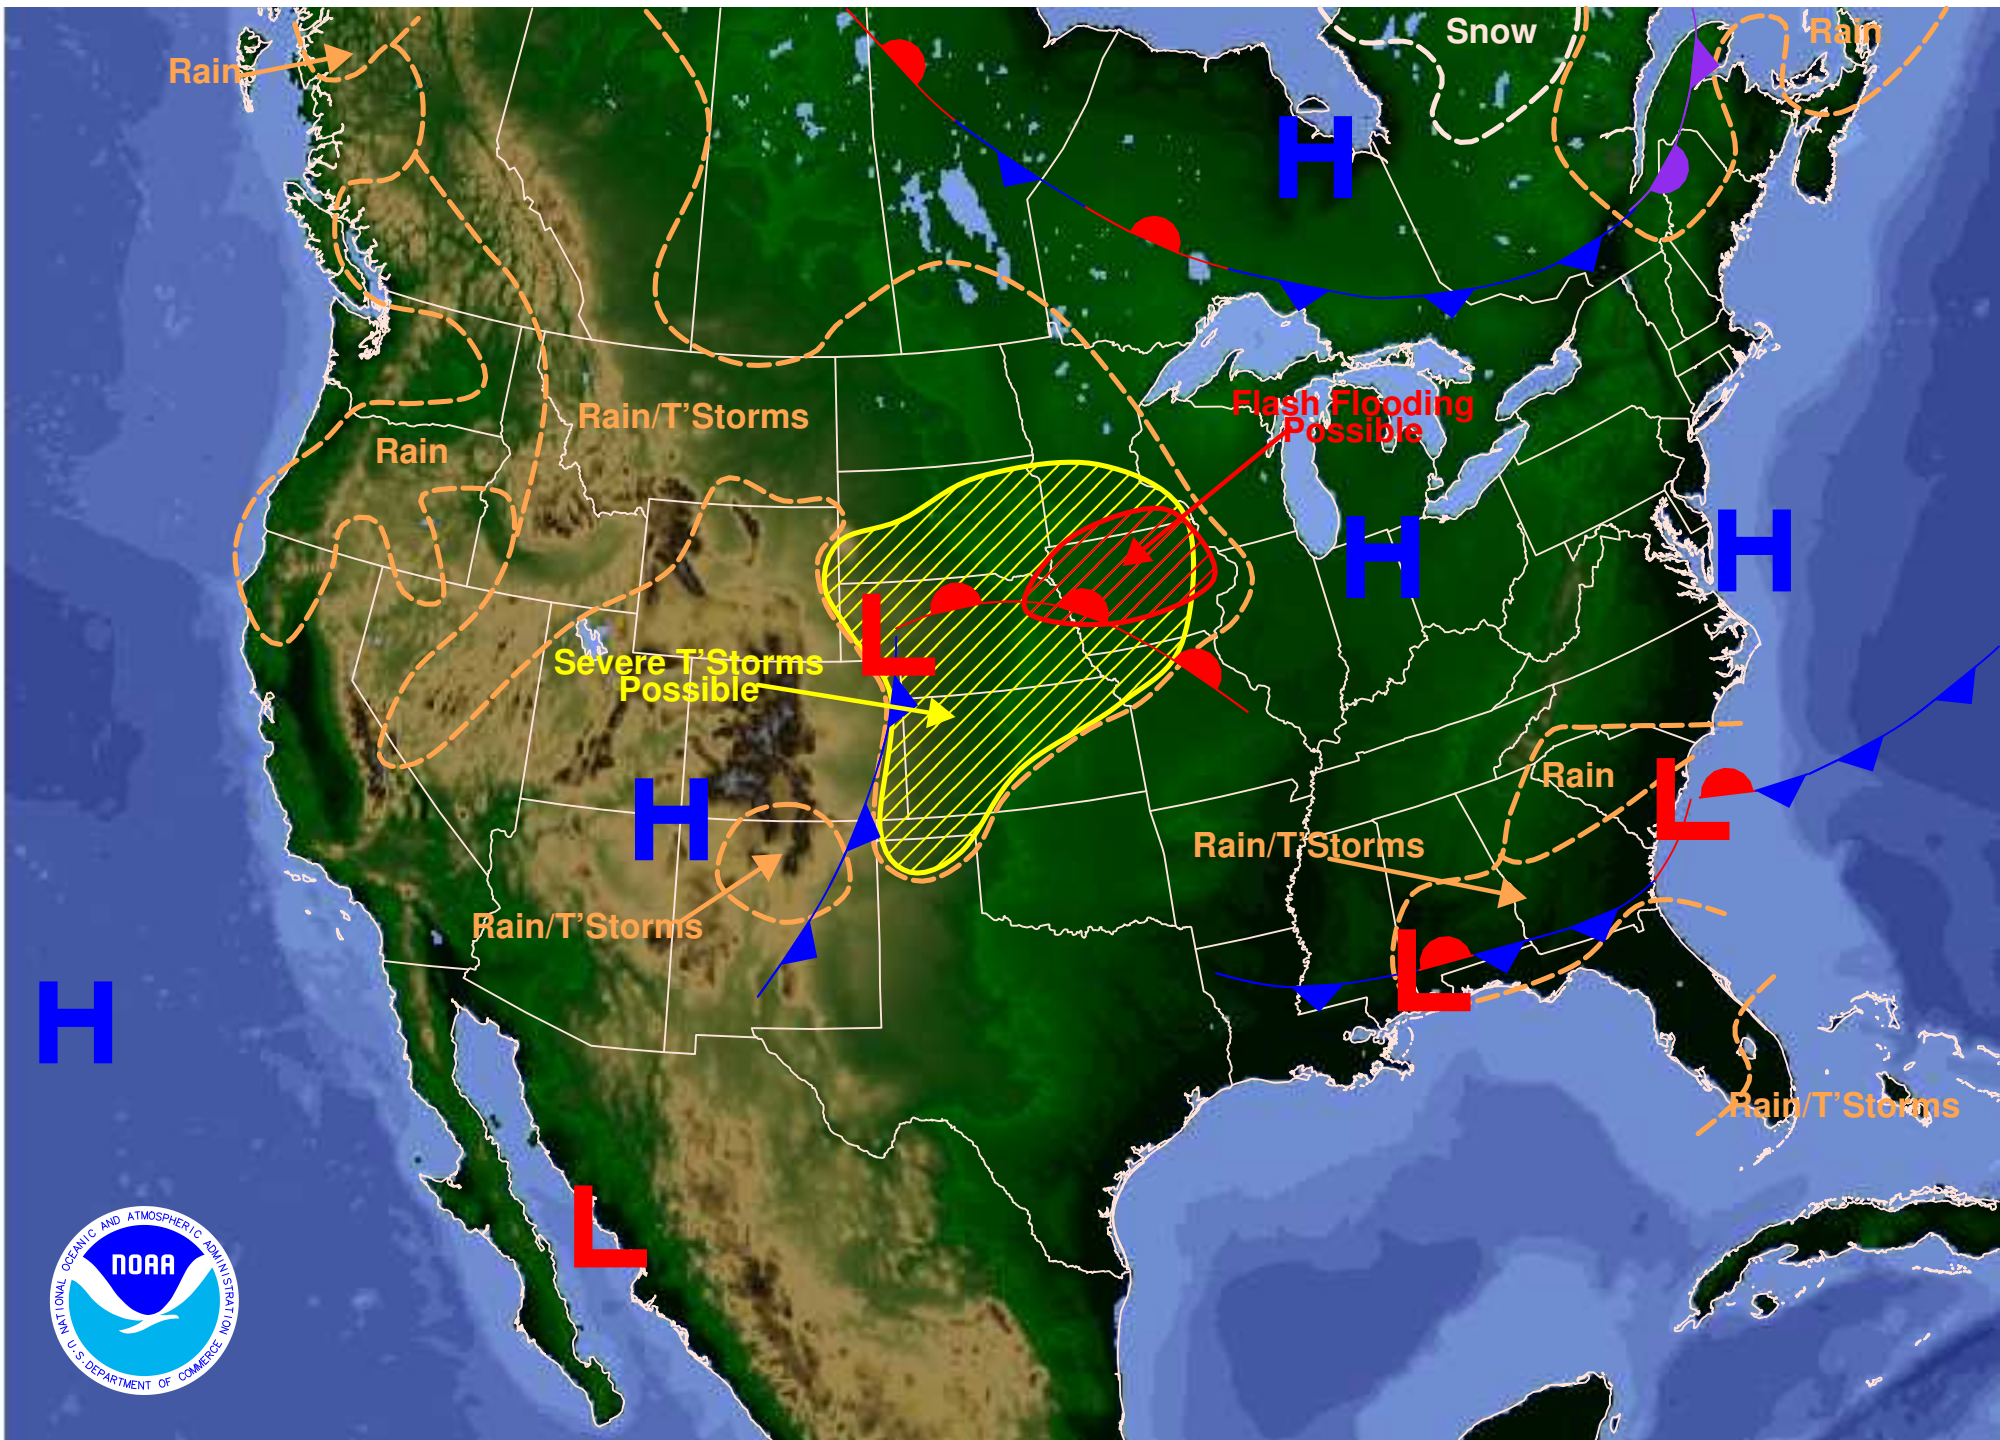 Snow
Rain
Rain
H
Flash Flooding
Possible
Rain/T'Storms
Rain
H
H
L
Severe T'Storms
Possible
Rain
L
H
Rain/T'Storms
Rain/T'Storms
L
H
Rain/T'Storms
L
NATIONAL OCEANIC AND ATMOSPHERIC ADMINISTRATION
NOAA
U.S. DEPARTMENT OF COMMERCE